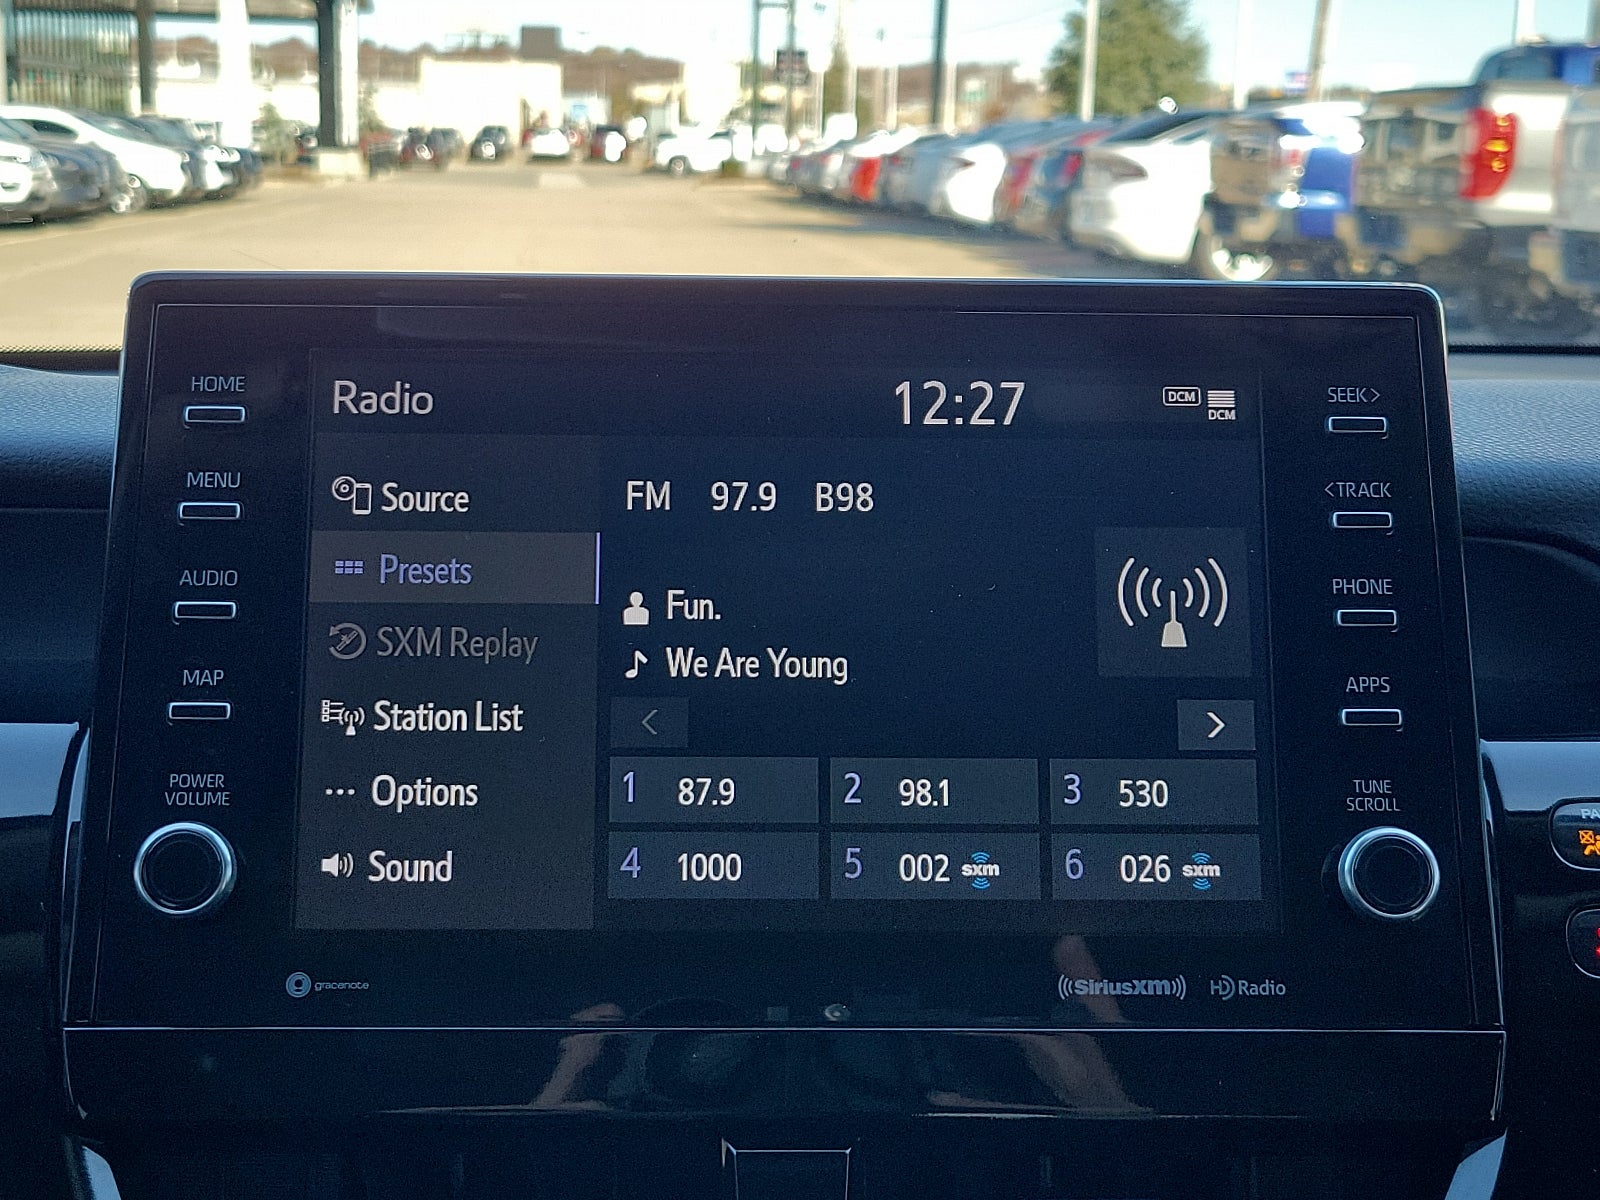 HOME
MENU
AUDIO
MAP
POWER
VOLUME
Radio
12:27
DCM
DCM
Source
Presets
SXM Replay
Station List
Options
Sound
FM 97.9 B98
Fun.
We Are Young
<
>
1 87.9
2 98.1
3 530
4 1000
5 002 sxm
6 026 sxm
SEEK >
< TRACK
PHONE
APPS
TUNE
SCROLL
gracenote
((SiriusXM))
HD Radio